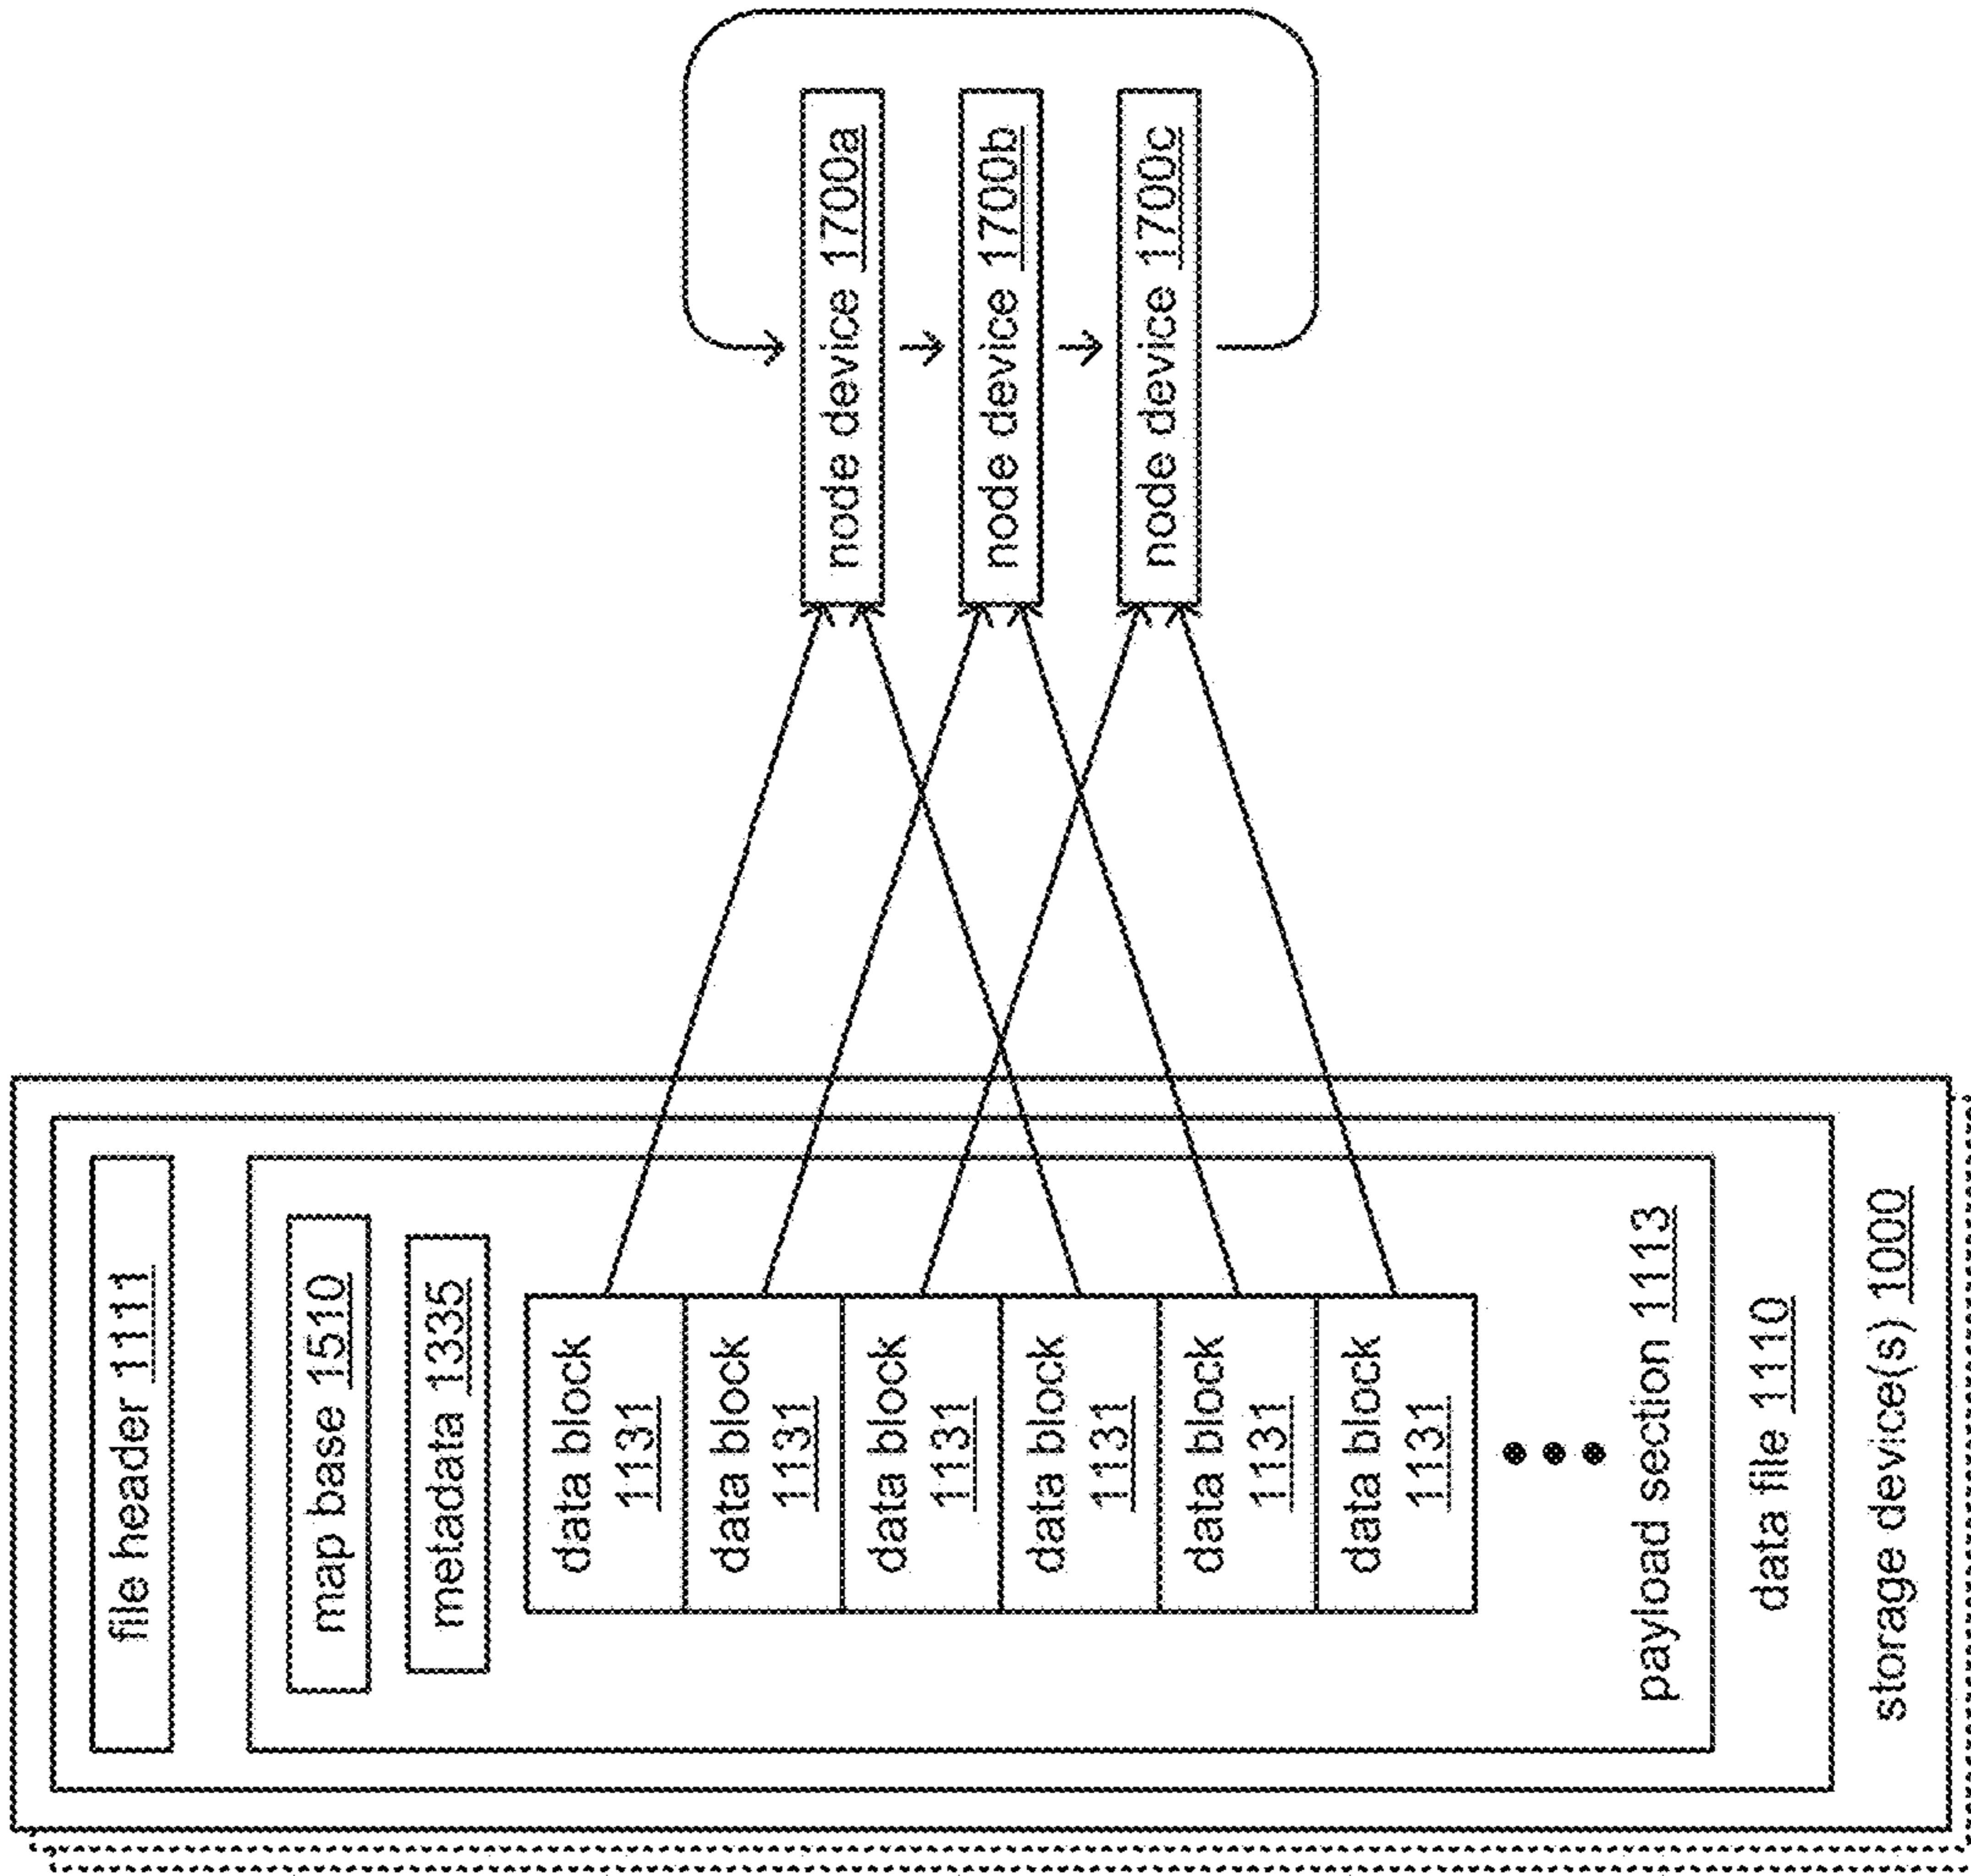 file header 1111
map base 1510
metadata 1335
data block
1131
data block
1131
data block
1131
data block
1131
data block
1131
data block
1131
payload section 1113
data file 1110
storage device(s) 1000
node device 1700a
node device 1700b
node device 1700c